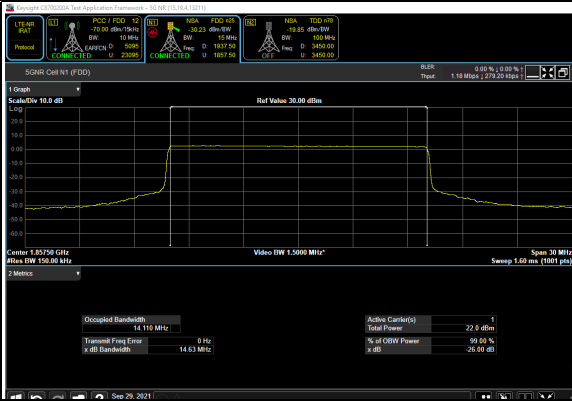 Keysight CX700200A Test Application Framework - 5G NR (15.19.4.13211)
LTE-NR IRAT
Protocol
L1 PCC / FDD 12
-70.00 dBm/15kHz
BW: 10 MHz
EARFCN D: 5095
CONNECTED U: 23095
N1 NSA FDD n25
-30.23 dBm/BW
BW: 15 MHz
Freq: D: 1937.50
CONNECTED U: 1857.50
N2 NSA TDD n78
-19.85 dBm/BW
BW: 100 MHz
Freq: D: 3450.00
OFF U: 3450.00
5GNR Cell N1 (FDD)
BLER: 0.00 % ↓ 0.00 % ↑
Thput: 1.18 Mbps ↓ 279.20 kbps ↑
1 Graph
Scale/Div 10.0 dB
Ref Value 30.00 dBm
Log
20.0
10.0
0.00
-10.0
-20.0
-30.0
-40.0
-50.0
-60.0
Center 1.85750 GHz
Video BW 1.5000 MHz*
Span 30 MHz
#Res BW 150.00 kHz
Sweep 1.60 ms (1001 pts)
2 Metrics
Occupied Bandwidth
14.110 MHz
Active Carrier(s) 1
Total Power 22.0 dBm
Transmit Freq Error 0 Hz
x dB Bandwidth 14.63 MHz
% of OBW Power 99.00 %
x dB -26.00 dB
? Sep 29, 2021